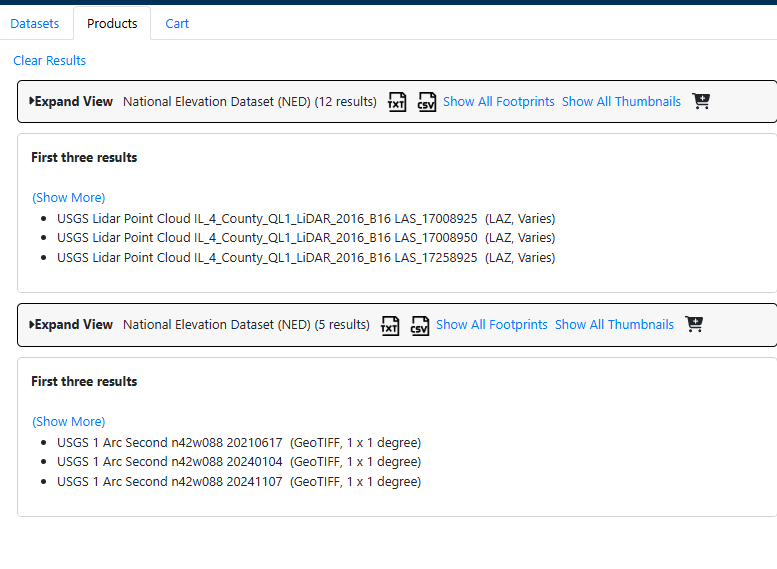 Datasets Products Cart
Clear Results
Expand View National Elevation Dataset (NED) (12 results) TXT CSV Show All Footprints Show All Thumbnails
First three results
(Show More)
USGS Lidar Point Cloud IL_4_County_QL1_LiDAR_2016_B16 LAS_17008925 (LAZ, Varies)
USGS Lidar Point Cloud IL_4_County_QL1_LiDAR_2016_B16 LAS_17008950 (LAZ, Varies)
USGS Lidar Point Cloud IL_4_County_QL1_LiDAR_2016_B16 LAS_17258925 (LAZ, Varies)
Expand View National Elevation Dataset (NED) (5 results) TXT CSV Show All Footprints Show All Thumbnails
First three results
(Show More)
USGS 1 Arc Second n42w088 20210617 (GeoTIFF, 1 x 1 degree)
USGS 1 Arc Second n42w088 20240104 (GeoTIFF, 1 x 1 degree)
USGS 1 Arc Second n42w088 20241107 (GeoTIFF, 1 x 1 degree)